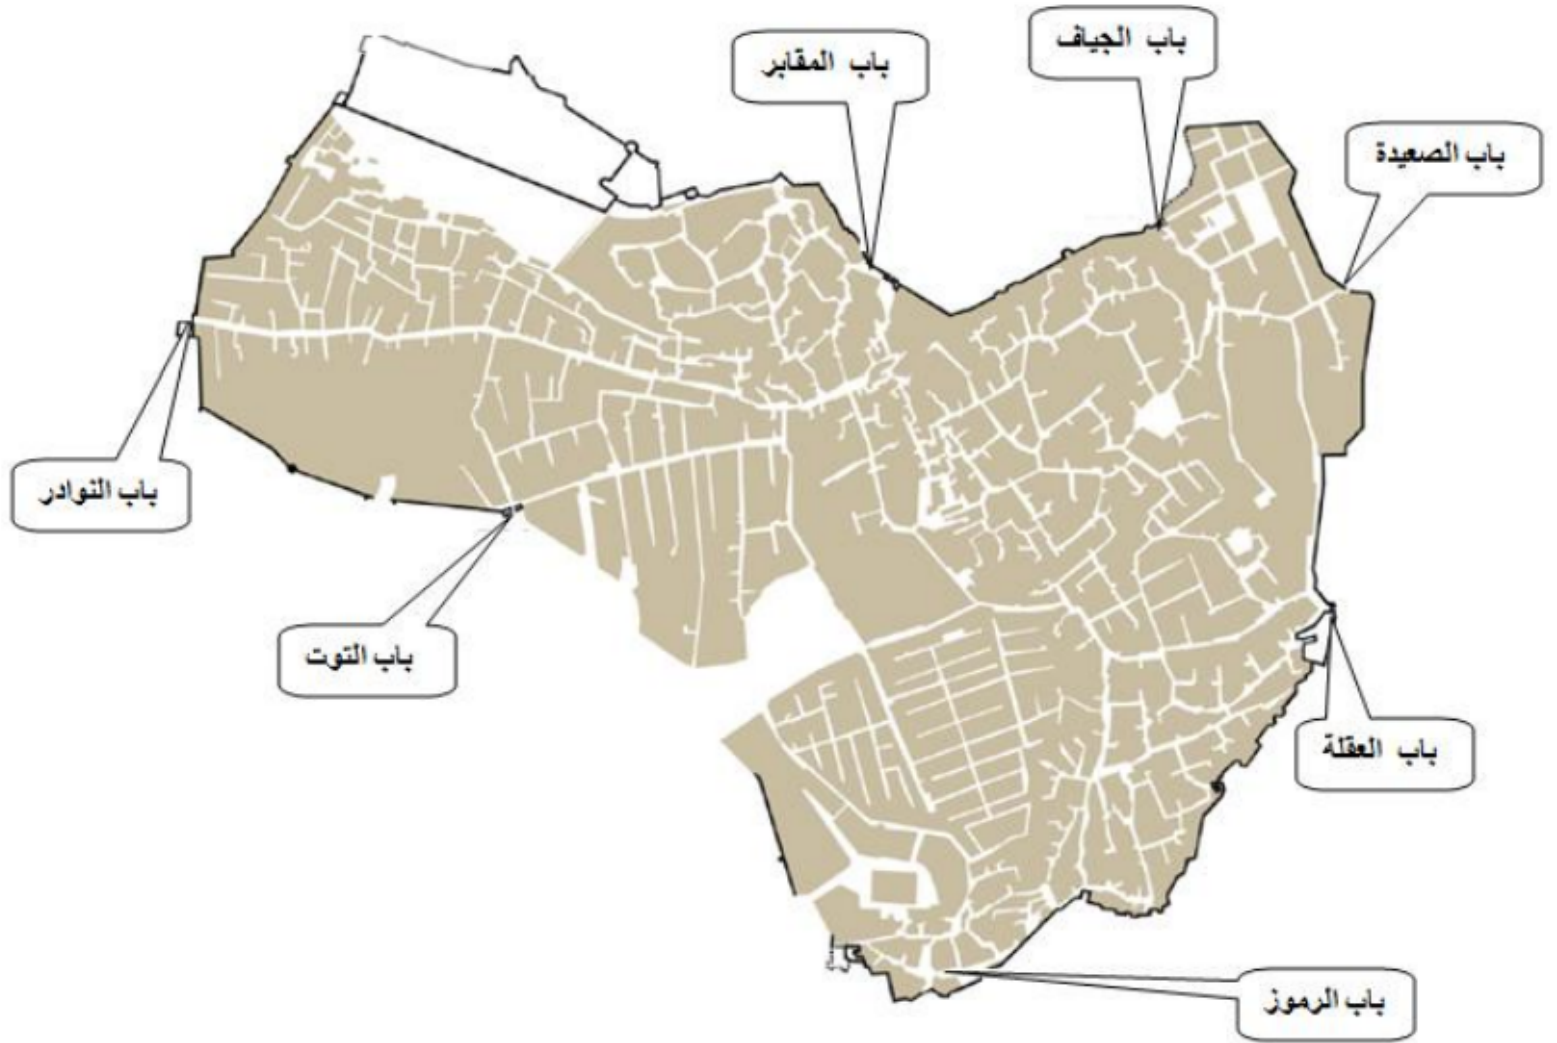 باب الجياف
باب المقابر
باب الصعيدة
باب النوادر
باب التوت
باب العقلة
باب الرموز